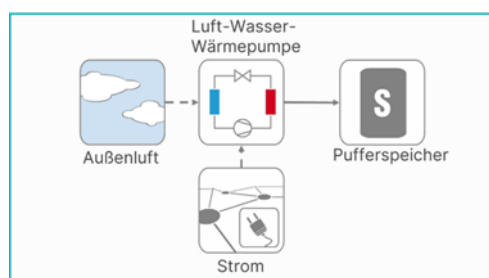 Luft-Wasser-
Wärmepumpe
S
Außenluft
Pufferspeicher
Strom